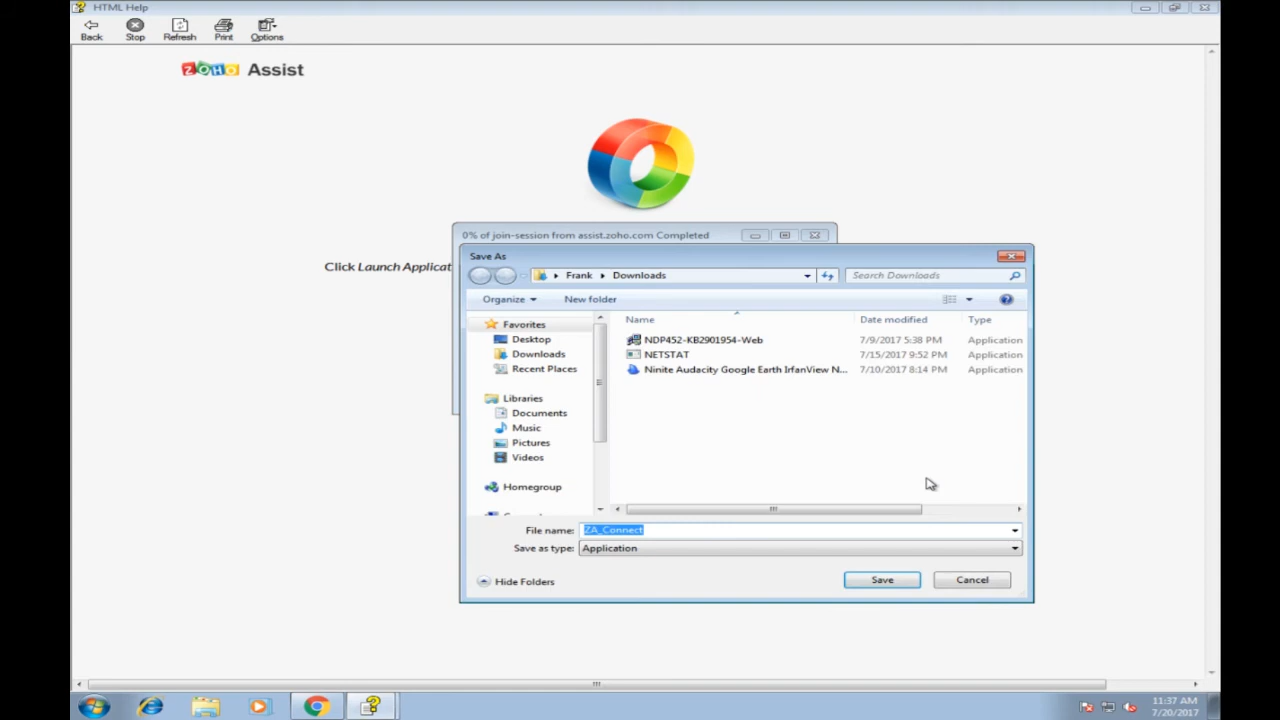 HTML Help
Back Stop Refresh Print Options
ZOHO Assist
Click Launch Applicat
0% of join-session from assist.zoho.com Completed
Save As
Frank Downloads Search Downloads
Organize New folder
Favorites
Desktop
Downloads
Recent Places
Libraries
Documents
Music
Pictures
Videos
Homegroup
Name Date modified Type
NDP452-KB2901954-Web 7/9/2017 5:38 PM Application
NETSTAT 7/15/2017 9:52 PM Application
Ninite Audacity Google Earth IrfanView N... 7/10/2017 8:14 PM Application
File name: ZA_Connect
Save as type: Application
Hide Folders Save Cancel
11:37 AM
7/20/2017